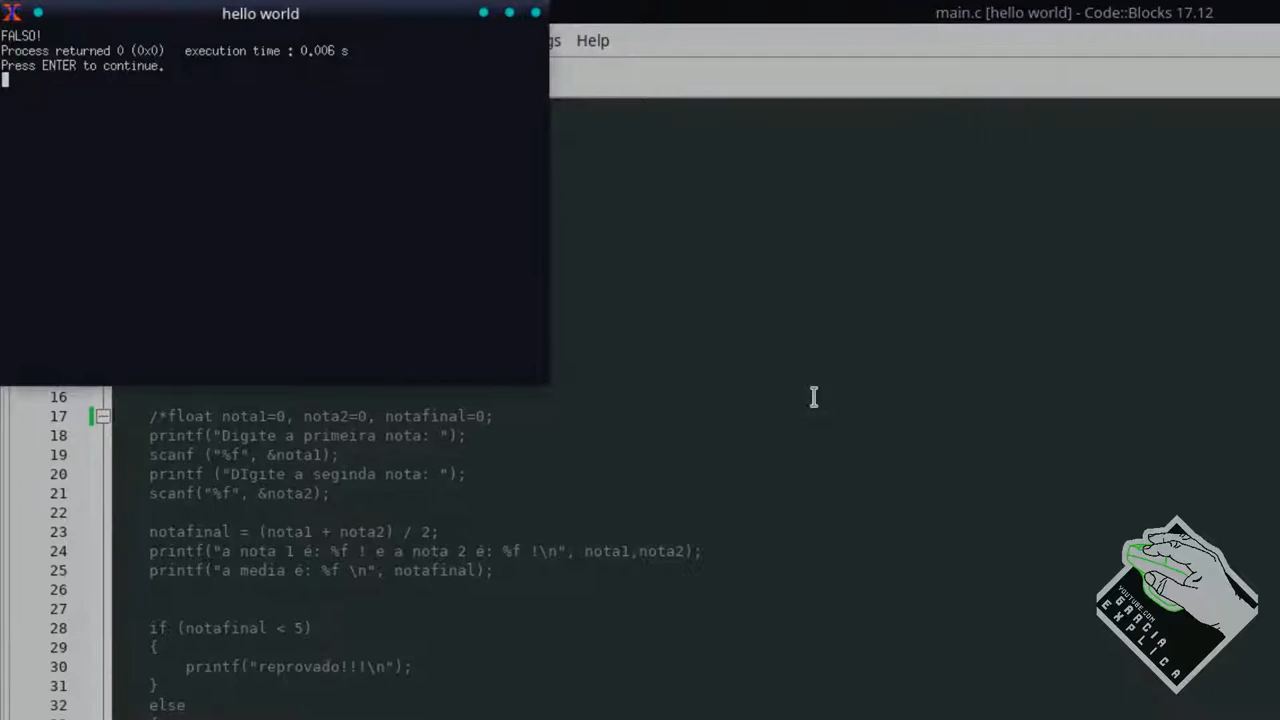 hello world
main.c [hello world] - Code::Blocks 17.12
FALSO!
Process returned 0 (0x0)   execution time : 0.006 s
Press ENTER to continue.
gs Help
16
17 /*float nota1=0, nota2=0, notafinal=0;
18 printf("Digite a primeira nota: ");
19 scanf ("%f", &nota1);
20 printf ("DIgite a seginda nota: ");
21 scanf("%f", &nota2);
22
23 notafinal = (nota1 + nota2) / 2;
24 printf("a nota 1 é: %f ! e a nota 2 é: %f !\n", nota1,nota2);
25 printf("a media é: %f \n", notafinal);
26
27
28 if (notafinal < 5)
29 {
30 printf("reprovado!!!\n");
31 }
32 else
YOUTUBE.COM
GARCIA
EXPLICA